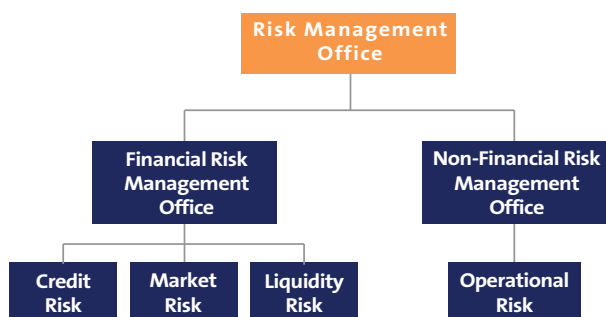 Risk Management
Office
Financial Risk
Management
Office
Non-Financial Risk
Management
Office
Credit
Risk
Market
Risk
Liquidity
Risk
Operational
Risk